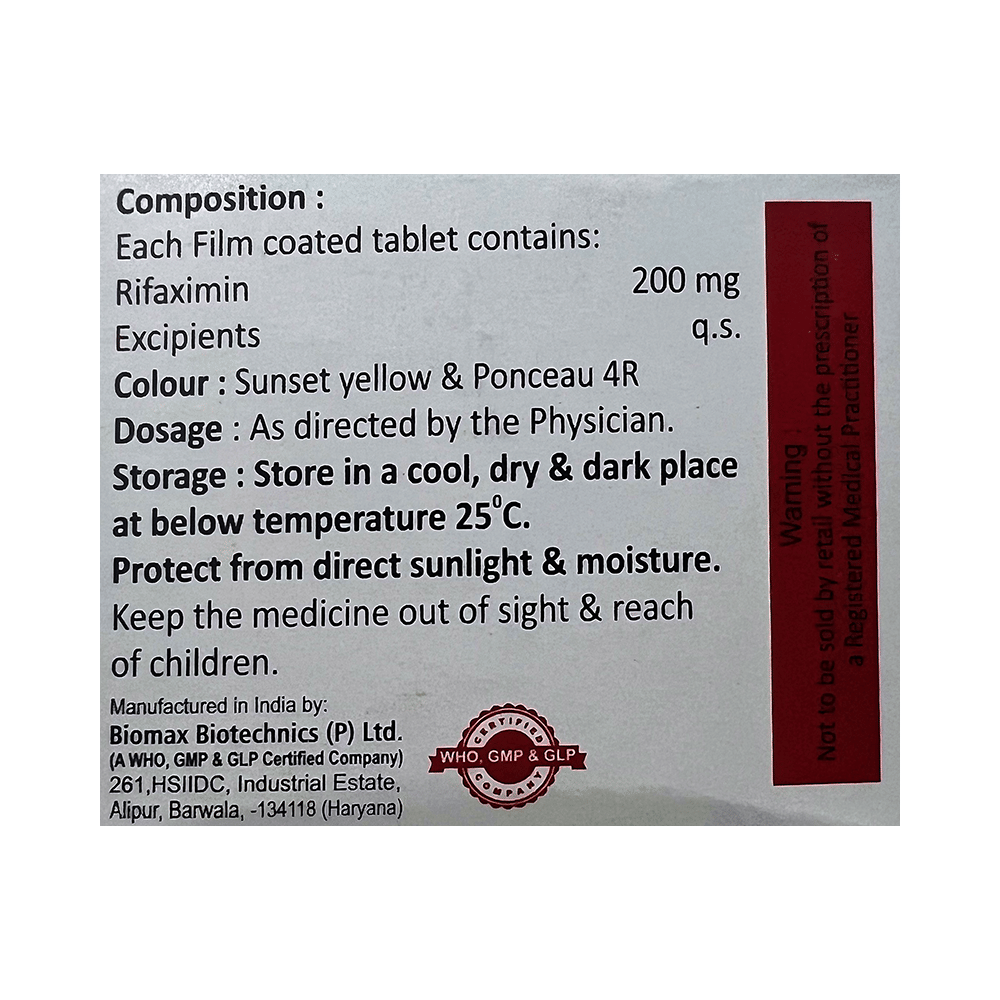 Composition :
Each Film coated tablet contains:
Rifaximin 200 mg
Excipients q.s.
Colour : Sunset yellow & Ponceau 4R
Dosage : As directed by the Physician.
Storage : Store in a cool, dry & dark place
at below temperature 25⁰C.
Protect from direct sunlight & moisture.
Keep the medicine out of sight & reach
of children.
Manufactured in India by:
Biomax Biotechnics (P) Ltd.
(A WHO, GMP & GLP Certified Company)
261,HSIIDC, Industrial Estate,
Alipur, Barwala, -134118 (Haryana)
CERTIFIED
WHO, GMP & GLP
COMPANY
Warning
Not to be sold by retail without the prescription of
a Registered Medical Practitioner